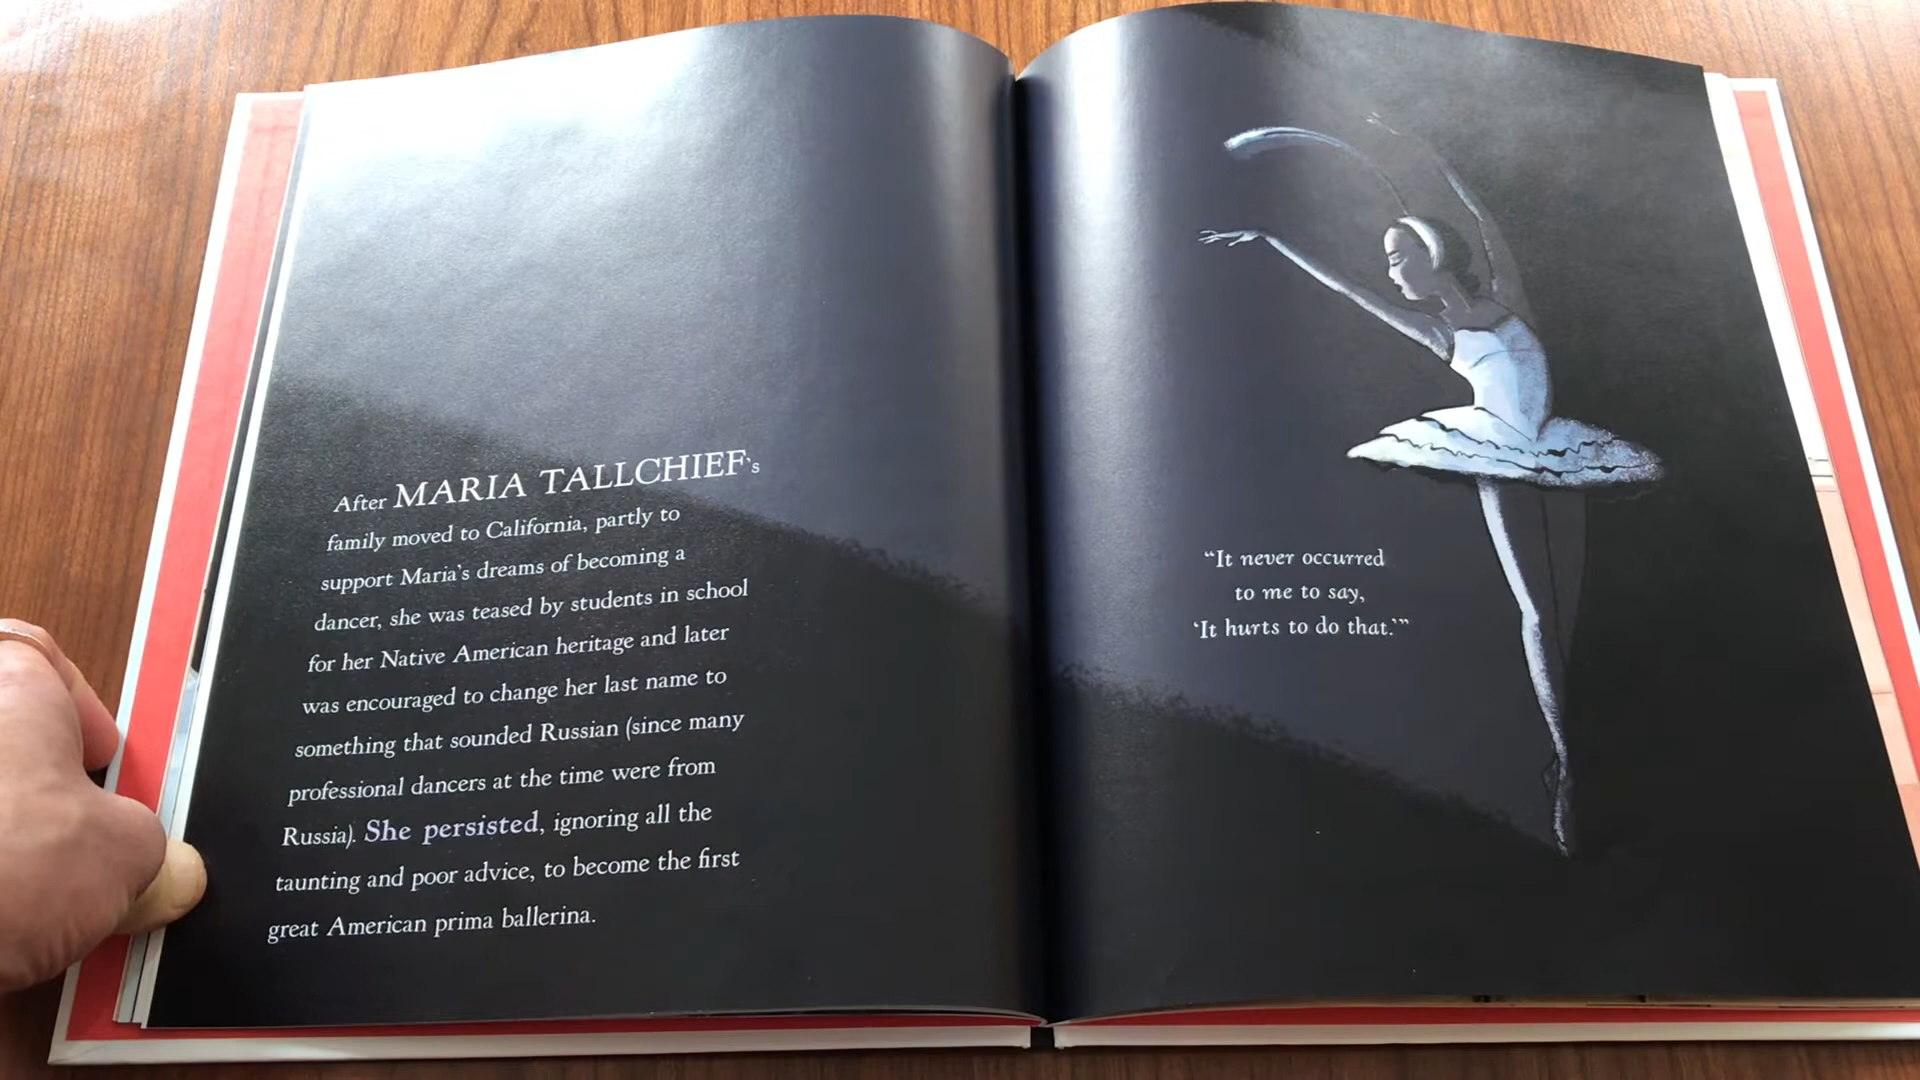 After MARIA TALLCHIEF's
family moved to California, partly to
support Maria's dreams of becoming a
dancer, she was teased by students in school
for her Native American heritage and later
was encouraged to change her last name to
something that sounded Russian (since many
professional dancers at the time were from
Russia). She persisted, ignoring all the
taunting and poor advice, to become the first
great American prima ballerina.
“It never occurred
to me to say,
‘It hurts to do that.’”